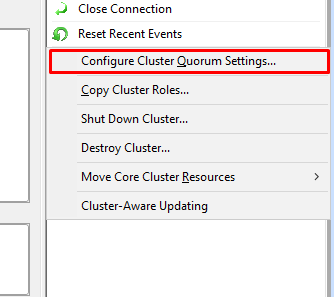 Close Connection
Reset Recent Events
Configure Cluster Quorum Settings...
Copy Cluster Roles...
Shut Down Cluster...
Destroy Cluster...
Move Core Cluster Resources
Cluster-Aware Updating